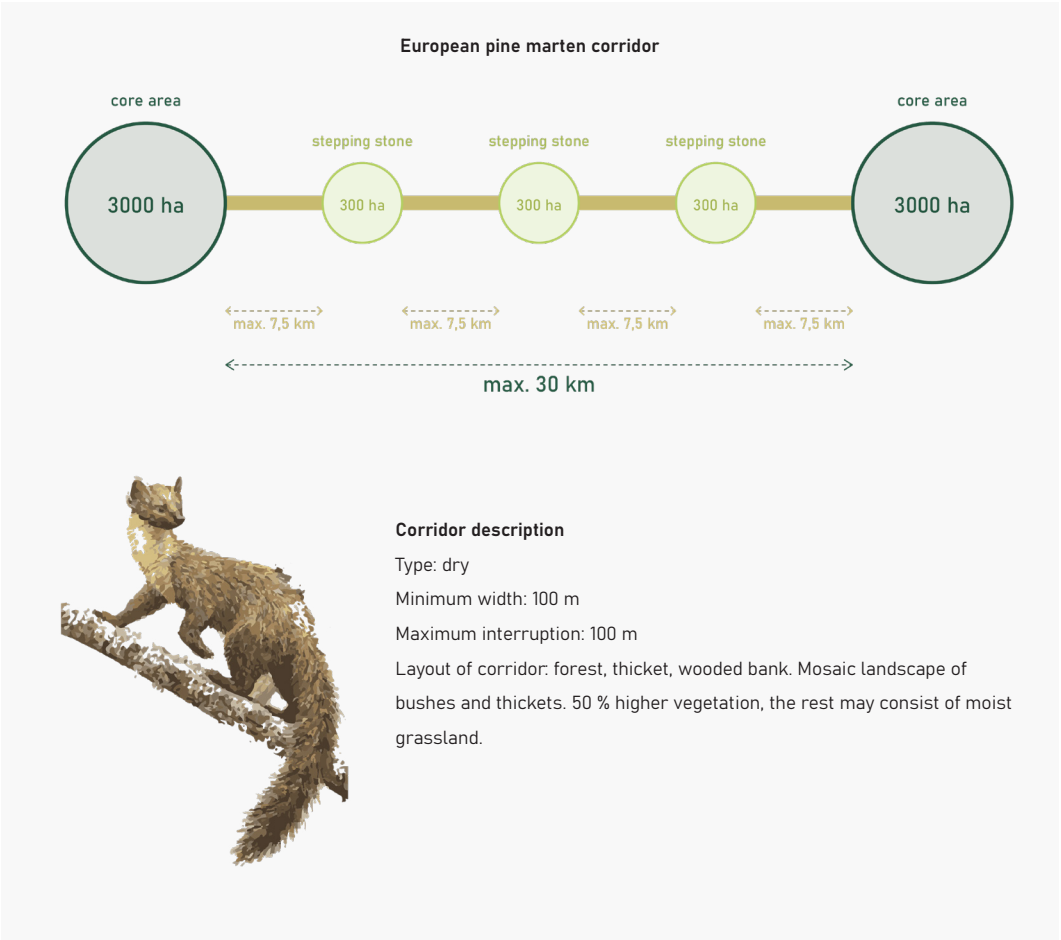 European pine marten corridor
core area
core area
stepping stone
stepping stone
stepping stone
3000 ha
300 ha
300 ha
300 ha
3000 ha
max. 7,5 km
max. 7,5 km
max. 7,5 km
max. 7,5 km
max. 30 km
Corridor description
Type: dry
Minimum width: 100 m
Maximum interruption: 100 m
Layout of corridor: forest, thicket, wooded bank. Mosaic landscape of
bushes and thickets. 50 % higher vegetation, the rest may consist of moist
grassland.